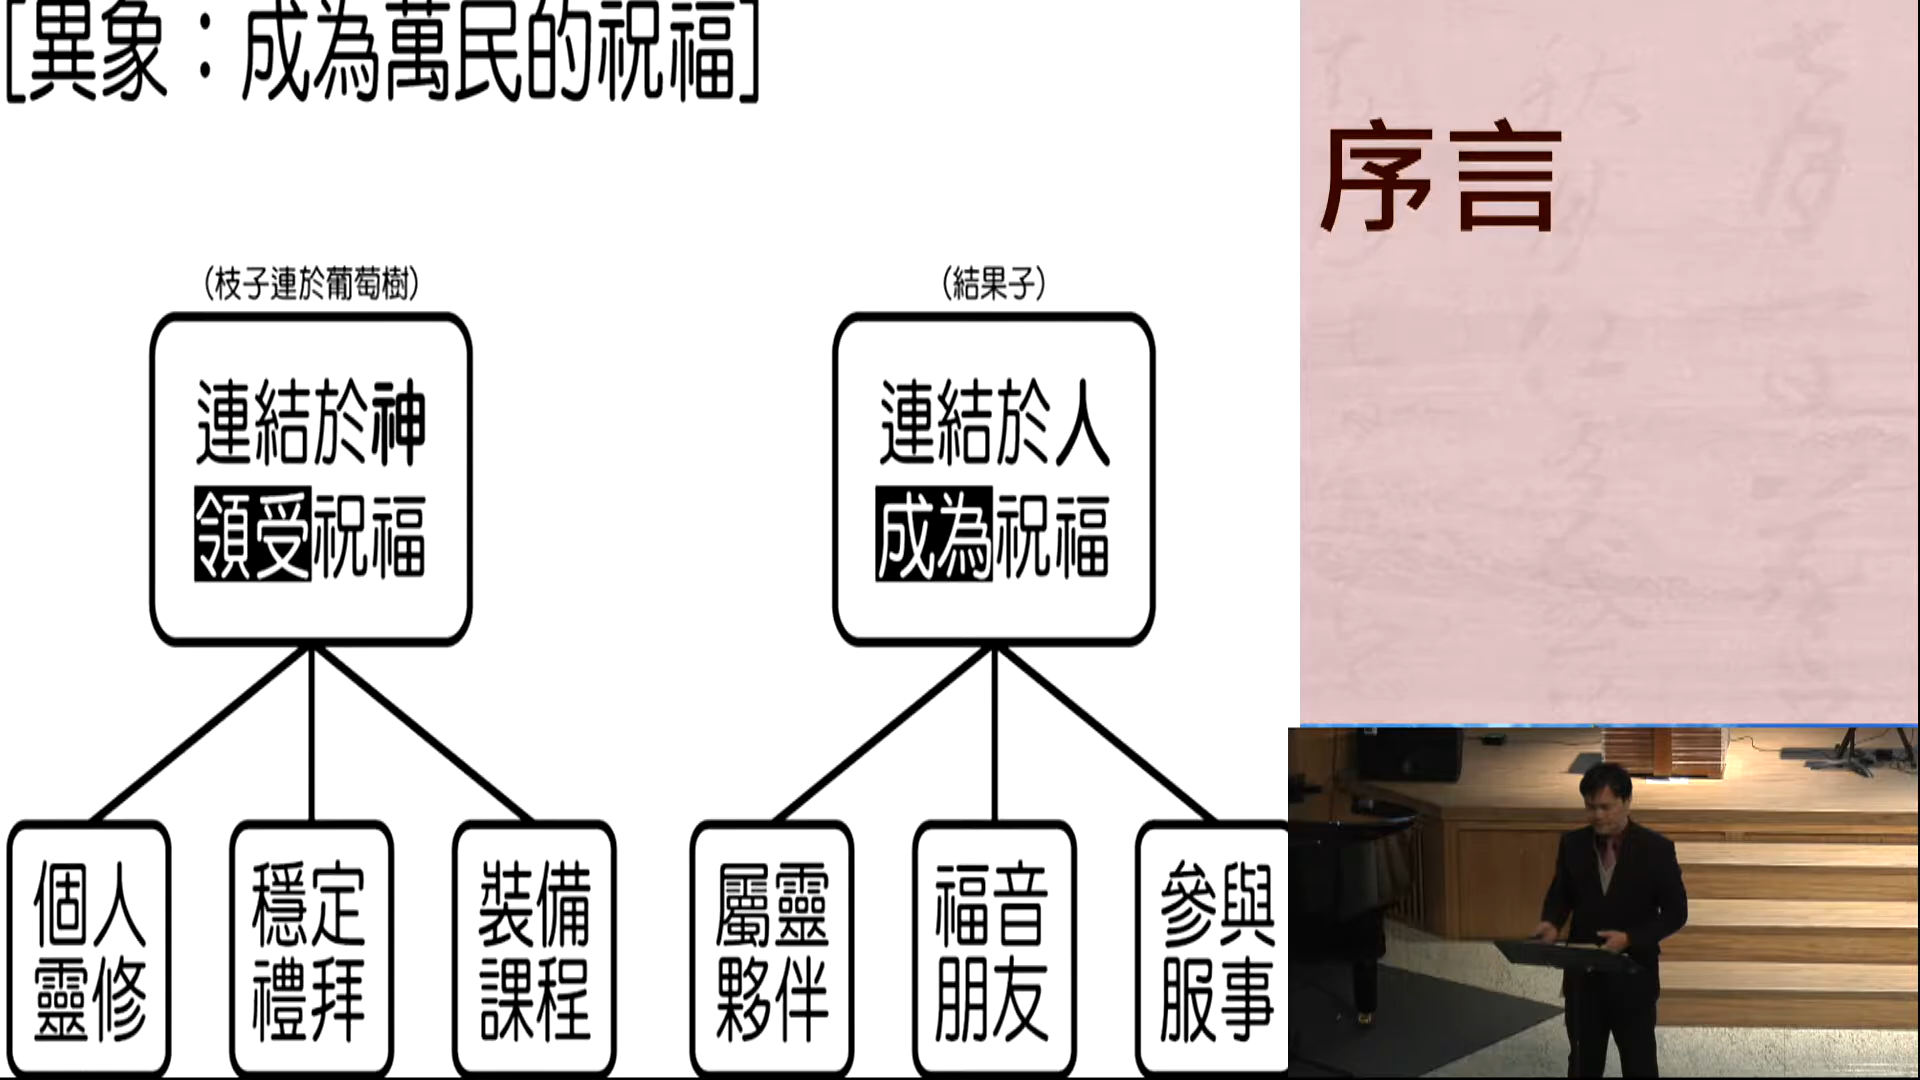 [異象：成為萬民的祝福]
(枝子連於葡萄樹)
連結於神
領受祝福
個人
靈修
穩定
禮拜
裝備
課程
(結果子)
連結於人
成為祝福
屬靈
夥伴
福音
朋友
參與
服事
序言